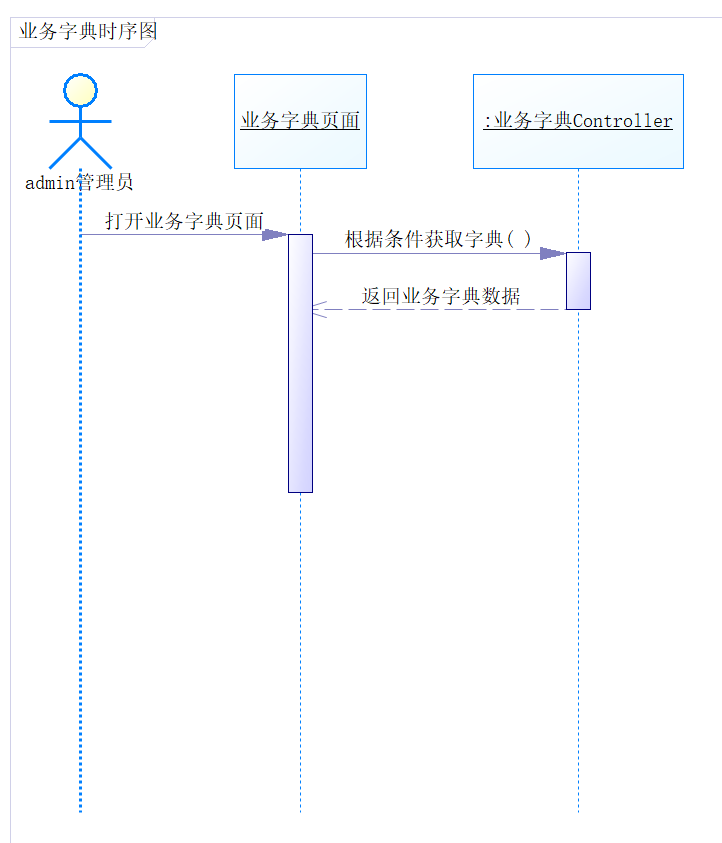 业务字典时序图
业务字典页面
:业务字典Controller
admin管理员
打开业务字典页面
根据条件获取字典( )
返回业务字典数据